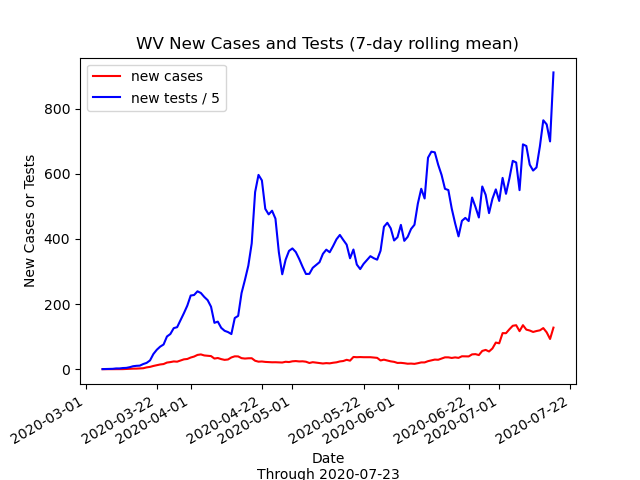 WV New Cases and Tests (7-day rolling mean)
new cases
new tests / 5
New Cases or Tests
800
600
400
200
0
2020-03-01
2020-03-22
2020-04-01
2020-04-22
2020-05-01
2020-05-22
2020-06-01
2020-06-22
2020-07-01
2020-07-22
Date
Through 2020-07-23